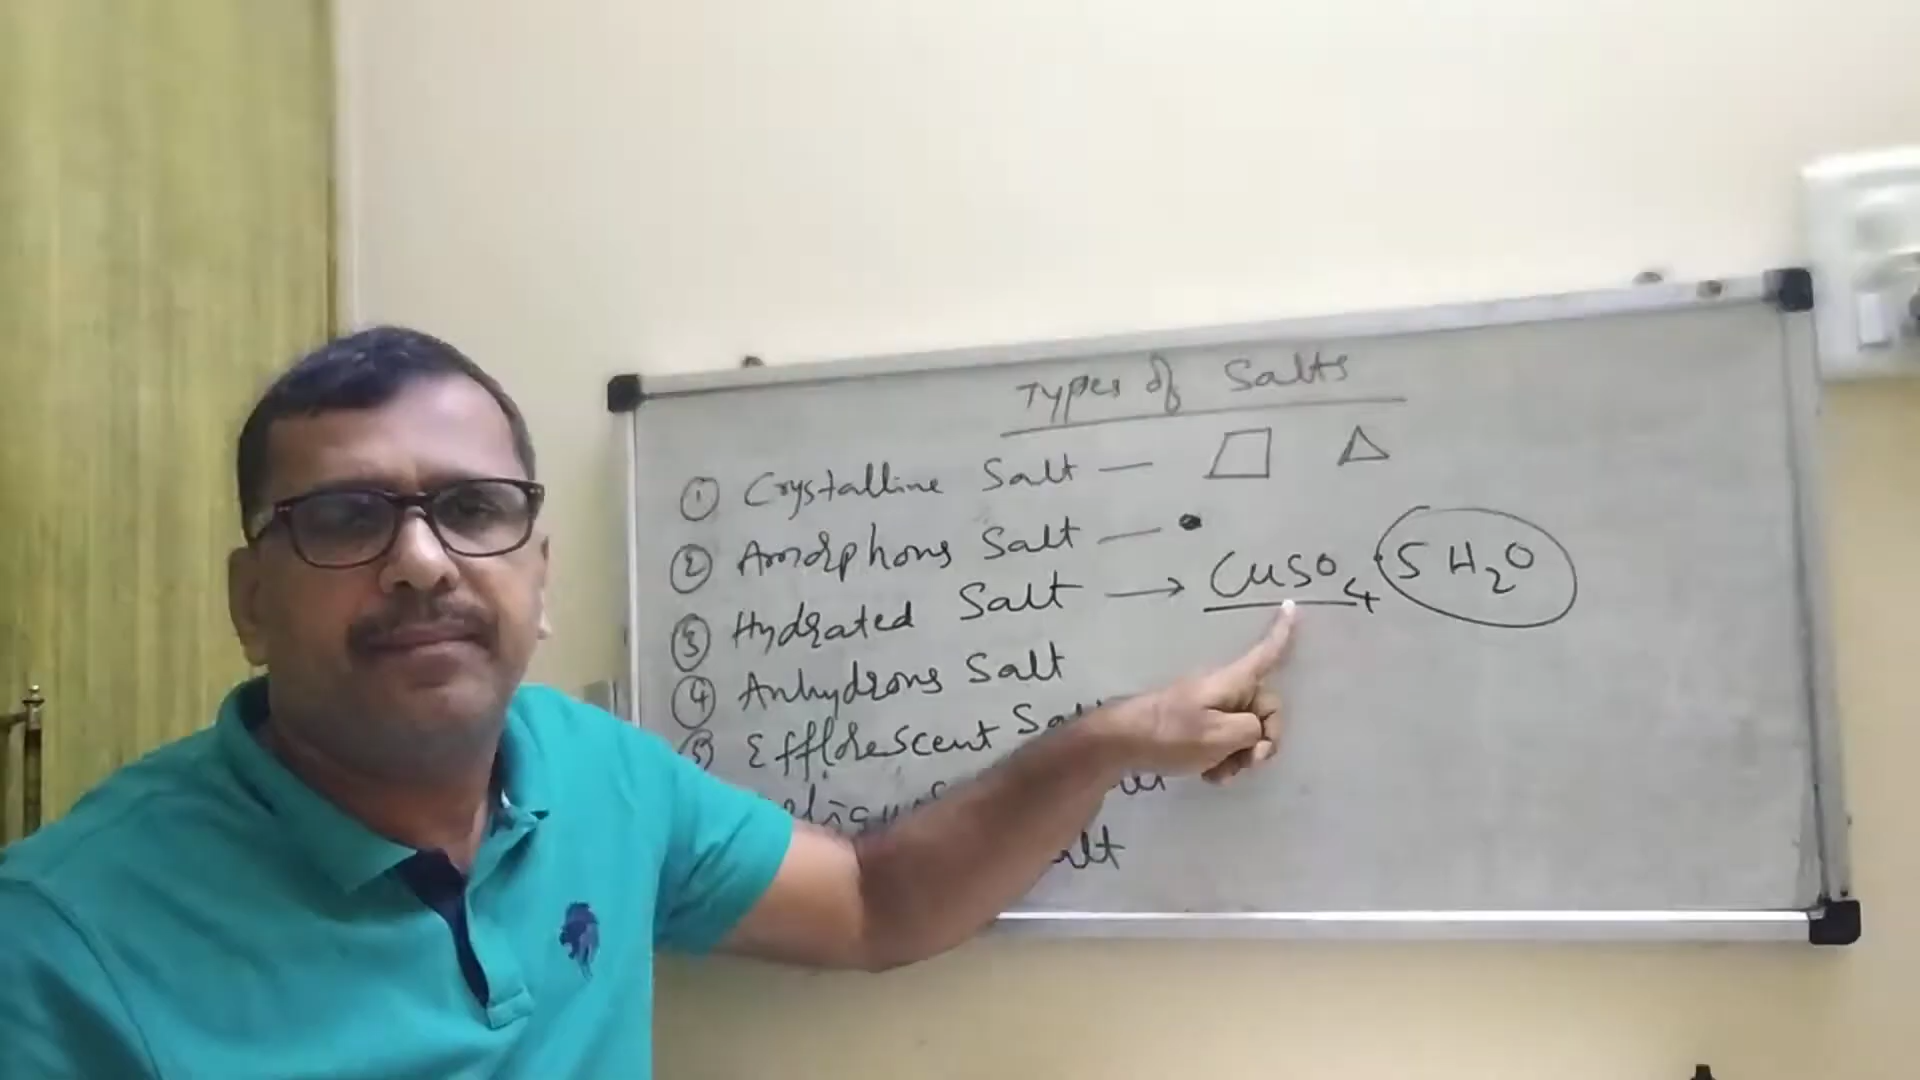 Types of Salts
① Crystalline Salt —
② Amorphous Salt —
③ Hydrated Salt → CuSO₄·5H₂O
④ Anhydrous Salt
⑤ Efflorescent